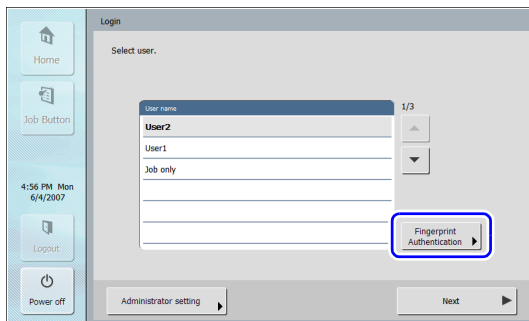 Login
Home
Job Button
4:56 PM Mon
6/4/2007
Logout
Power off
Select user.
User name
1/3
User2
User1
Job only
Fingerprint
Authentication
Administrator setting
Next